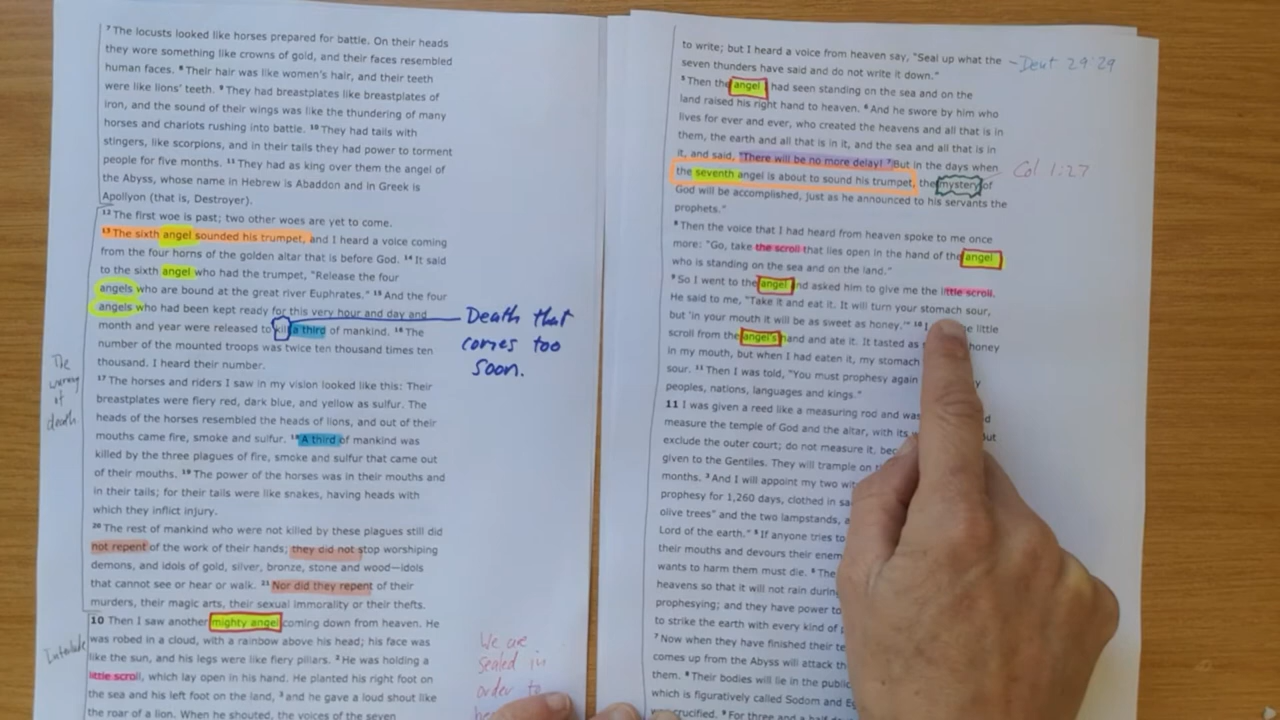 ⁷ The locusts looked like horses prepared for battle. On their heads
they wore something like crowns of gold, and their faces resembled
human faces. ⁸ Their hair was like women's hair, and their teeth
were like lions' teeth. ⁹ They had breastplates like breastplates of
iron, and the sound of their wings was like the thundering of many
horses and chariots rushing into battle. ¹⁰ They had tails with
stingers, like scorpions, and in their tails they had power to torment
people for five months. ¹¹ They had as king over them the angel of
the Abyss, whose name in Hebrew is Abaddon and in Greek is
Apollyon (that is, Destroyer).
¹² The first woe is past; two other woes are yet to come.
¹³ The sixth angel sounded his trumpet, and I heard a voice coming
from the four horns of the golden altar that is before God. ¹⁴ It said
to the sixth angel who had the trumpet, "Release the four
angels who are bound at the great river Euphrates." ¹⁵ And the four
angels who had been kept ready for this very hour and day and
month and year were released to kill a third of mankind. ¹⁶ The
number of the mounted troops was twice ten thousand times ten
thousand. I heard their number.
¹⁷ The horses and riders I saw in my vision looked like this: Their
breastplates were fiery red, dark blue, and yellow as sulfur. The
heads of the horses resembled the heads of lions, and out of their
mouths came fire, smoke and sulfur. ¹⁸ A third of mankind was
killed by the three plagues of fire, smoke and sulfur that came out
of their mouths. ¹⁹ The power of the horses was in their mouths and
in their tails; for their tails were like snakes, having heads with
which they inflict injury.
²⁰ The rest of mankind who were not killed by these plagues still did
not repent of the work of their hands; they did not stop worshiping
demons, and idols of gold, silver, bronze, stone and wood—idols
that cannot see or hear or walk. ²¹ Nor did they repent of their
murders, their magic arts, their sexual immorality or their thefts.
10 Then I saw another mighty angel coming down from heaven. He
was robed in a cloud, with a rainbow above his head; his face was
like the sun, and his legs were like fiery pillars. ² He was holding a
little scroll, which lay open in his hand. He planted his right foot on
the sea and his left foot on the land, ³ and he gave a loud shout like
the roar of a lion. When he shouted, the voices of the seven
The
of
death
Interlude
Death that
comes too
soon.
We are
sealed in
order to
to write; but I heard a voice from heaven say, "Seal up what the
seven thunders have said and do not write it down."
⁵ Then the angel I had seen standing on the sea and on the
land raised his right hand to heaven. ⁶ And he swore by him who
lives for ever and ever, who created the heavens and all that is in
them, the earth and all that is in it, and the sea and all that is in
it, and said, "There will be no more delay! ⁷ But in the days when
the seventh angel is about to sound his trumpet, the mystery of
God will be accomplished, just as he announced to his servants the
prophets."
⁸ Then the voice that I had heard from heaven spoke to me once
more: "Go, take the scroll that lies open in the hand of the angel
who is standing on the sea and on the land."
⁹ So I went to the angel and asked him to give me the little scroll.
He said to me, "Take it and eat it. It will turn your stomach sour,
but 'in your mouth it will be as sweet as honey.'" ¹⁰ I little
scroll from the angel's hand and ate it. It tasted as honey
in my mouth, but when I had eaten it, my stomach
sour. ¹¹ Then I was told, "You must prophesy again
peoples, nations, languages and kings."
11 I was given a reed like a measuring rod and was
measure the temple of God and the altar, with its
exclude the outer court; do not measure it,
given to the Gentiles. They will trample on
months. ³ And I will appoint my two
prophesy for 1,260 days, clothed in
olive trees" and the two lampstands,
Lord of the earth." ⁵ If anyone tries to
their mouths and devours their
wants to harm them must die. ⁶
heavens so that it will not rain
prophesying; and they have power to
to strike the earth with every kind of
⁷ Now when they have finished their
comes up from the Abyss will attack
them. ⁸ Their bodies will lie in the
which is figuratively called Sodom and
crucified. ⁹ For three and a half
Deut 29:29
Col 1:27